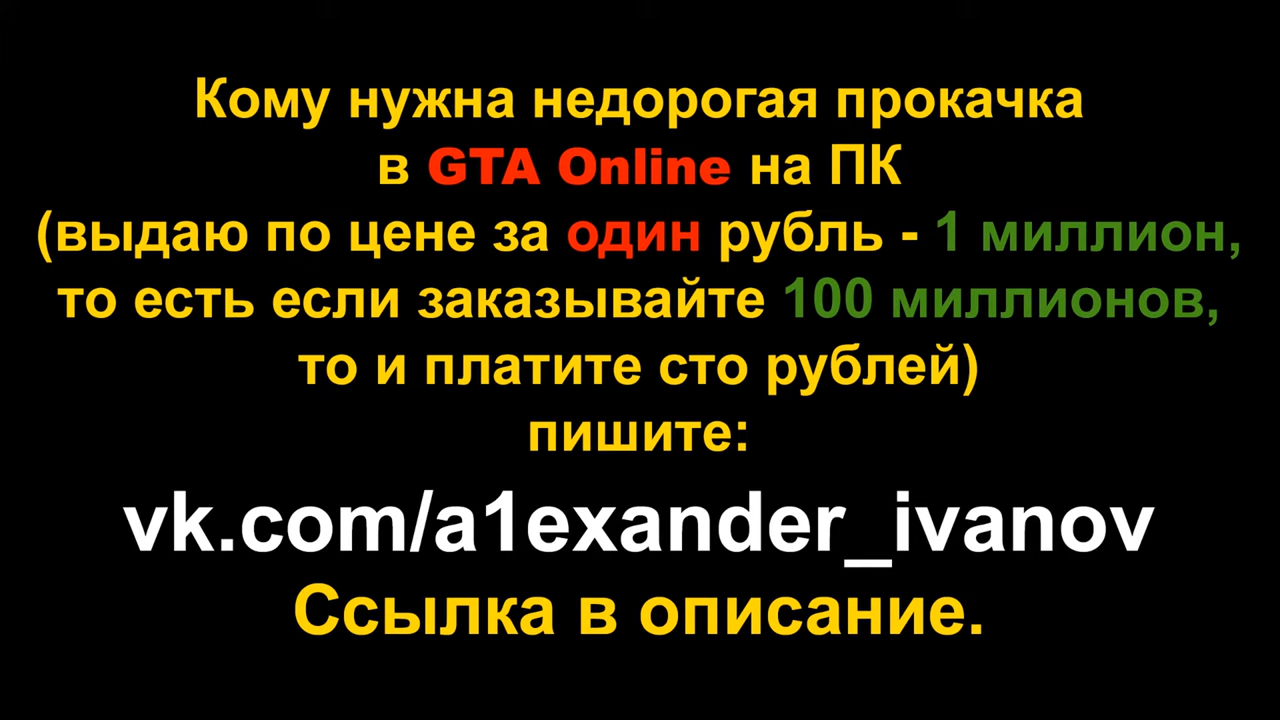 Кому нужна недорогая прокачка
в GTA Online на ПК
(выдаю по цене за один рубль - 1 миллион,
то есть если заказывайте 100 миллионов,
то и платите сто рублей)
пишите:
vk.com/a1exander_ivanov
Ссылка в описание.